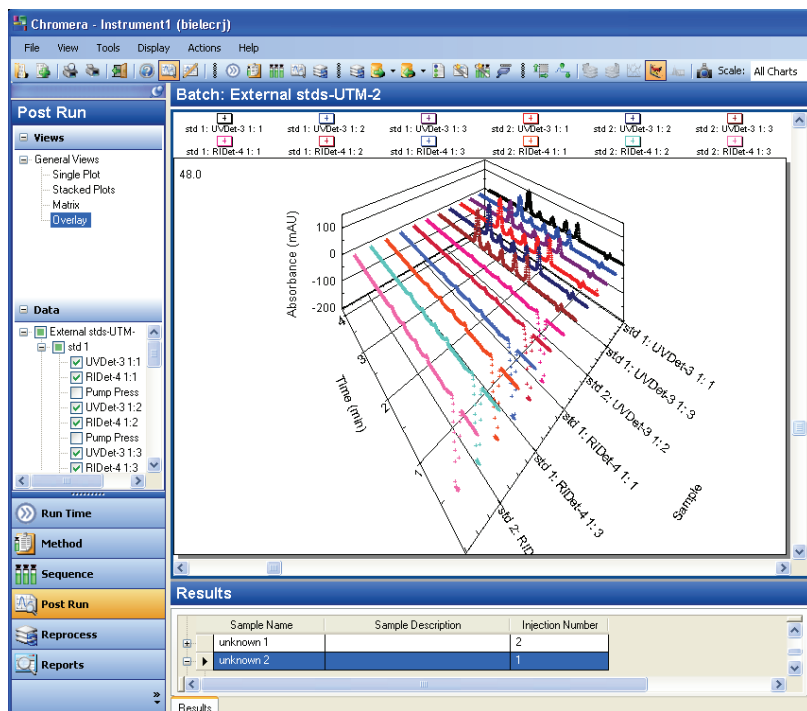 Chromera - Instrument1 (bielecrj)
File View Tools Display Actions Help
Scale: All Charts
Post Run
Views
General Views
Single Plot
Stacked Plots
Matrix
Overlay
Data
External stds-UTM-
std 1
UVDet-3 1:1
RIDet-4 1:1
Pump Press
UVDet-3 1:2
RIDet-4 1:2
Pump Press
UVDet-3 1:3
RIDet-4 1:3
Run Time
Method
Sequence
Post Run
Reprocess
Reports
Batch: External stds-UTM-2
std 1: UVDet-3 1: 1 std 1: UVDet-3 1: 2 std 1: UVDet-3 1: 3 std 2: UVDet-3 1: 1 std 2: UVDet-3 1: 2 std 2: UVDet-3 1: 3
std 1: RIDet-4 1: 1 std 1: RIDet-4 1: 2 std 1: RIDet-4 1: 3 std 2: RIDet-4 1: 1 std 2: RIDet-4 1: 2 std 2: RIDet-4 1: 3
48.0
Absorbance (mAU)
100
0
-100
-200
4
3
2
1
Time (min)
std 1: UVDet-3 1: 1
std 1: UVDet-3 1: 3
std 2: UVDet-3 1: 2
std 1: RIDet-4 1: 1
std 1: RIDet-4 1: 3
std 2: RID
Sample
Results
Sample Name Sample Description Injection Number
unknown 1 2
unknown 2 1
Results